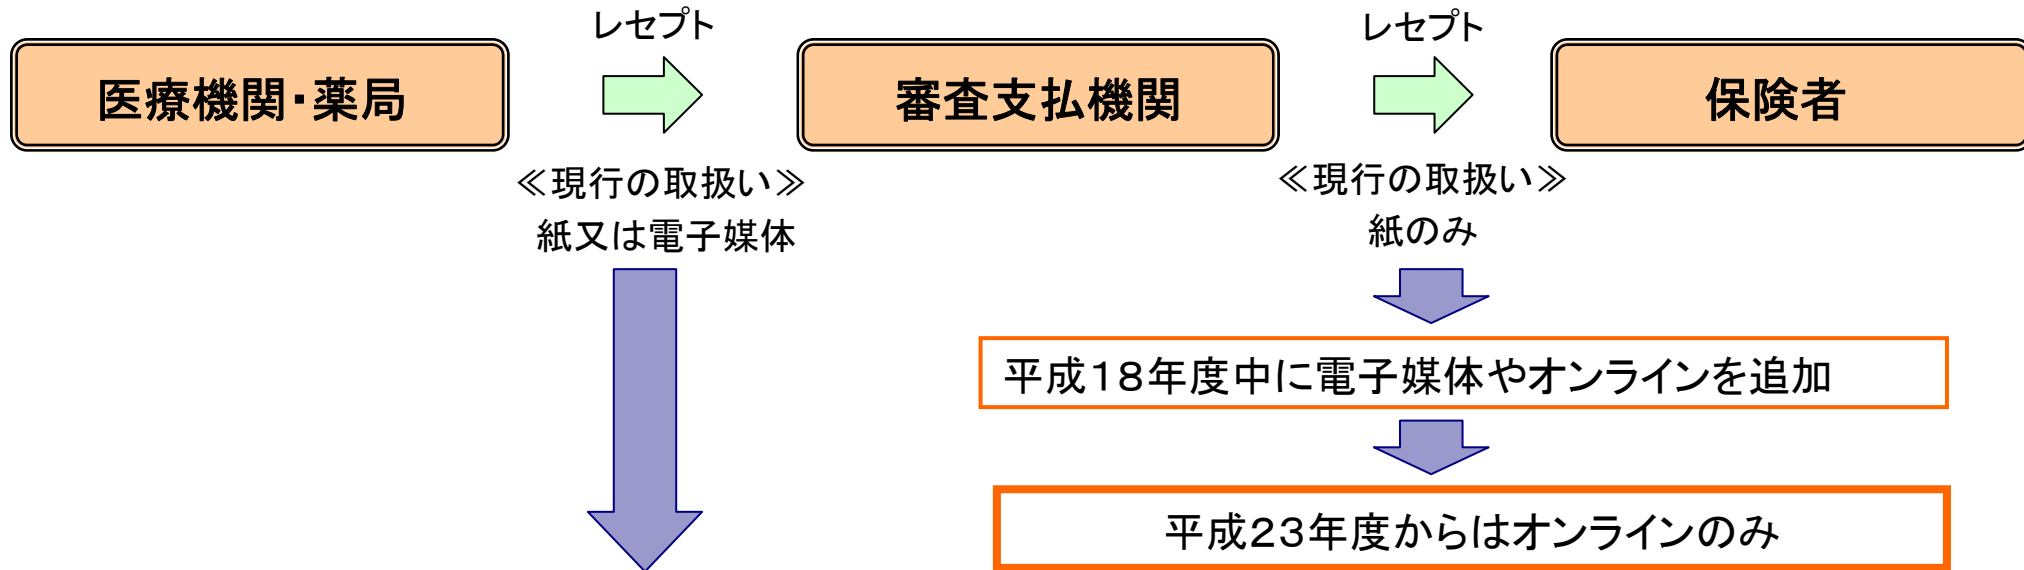 レセプト
レセプト
医療機関・薬局
審査支払機関
保険者
≪現行の取扱い≫
紙又は電子媒体
≪現行の取扱い≫
紙のみ
平成１８年度中に電子媒体やオンラインを追加
平成２３年度からはオンラインのみ